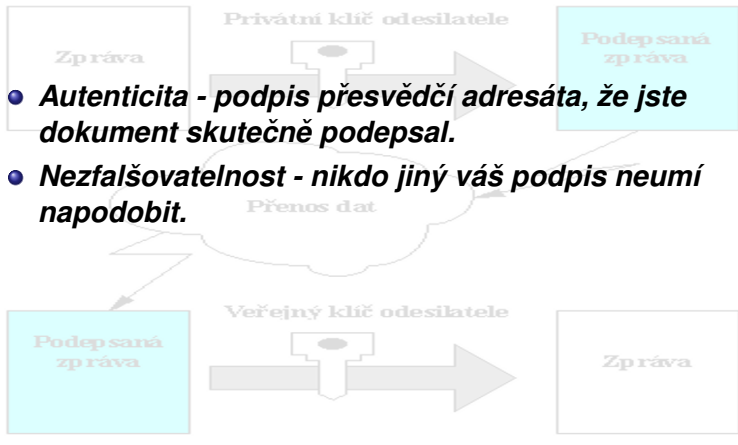 Privátní klíč odesilatele
Zpráva
Podepsaná
zpráva
Autenticita - podpis přesvědčí adresáta, že jste
dokument skutečně podepsal.
Nezfalšovatelnost - nikdo jiný váš podpis neumí
napodobit.
Přenos dat
Veřejný klíč odesilatele
Podepsaná
zpráva
Zpráva